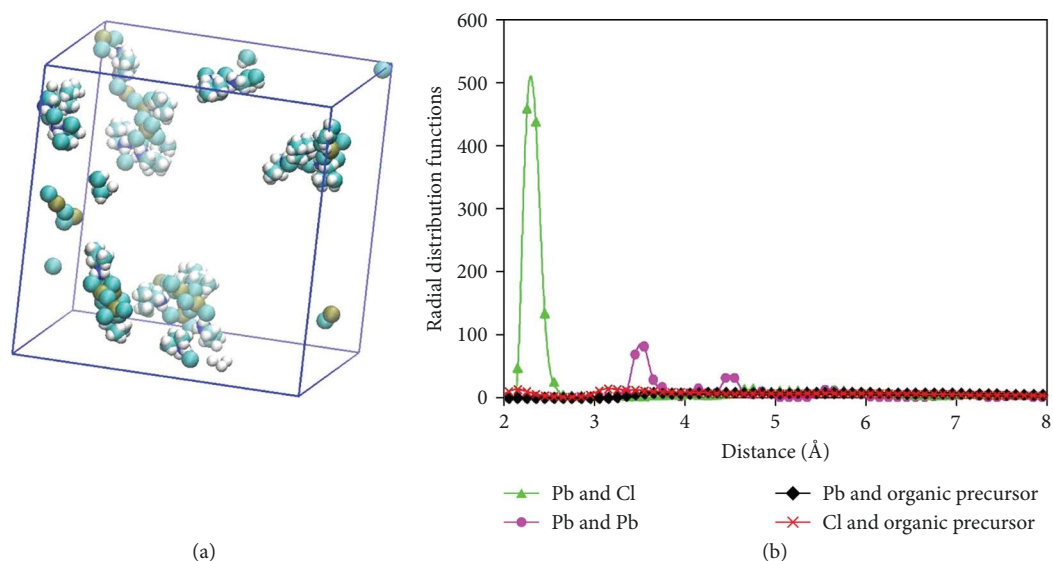 600
500
400
300
200
100
0
Radial distribution functions
2 3 4 5 6 7 8
Distance (Å)
Pb and Cl
Pb and organic precursor
Pb and Pb
Cl and organic precursor
(a)
(b)